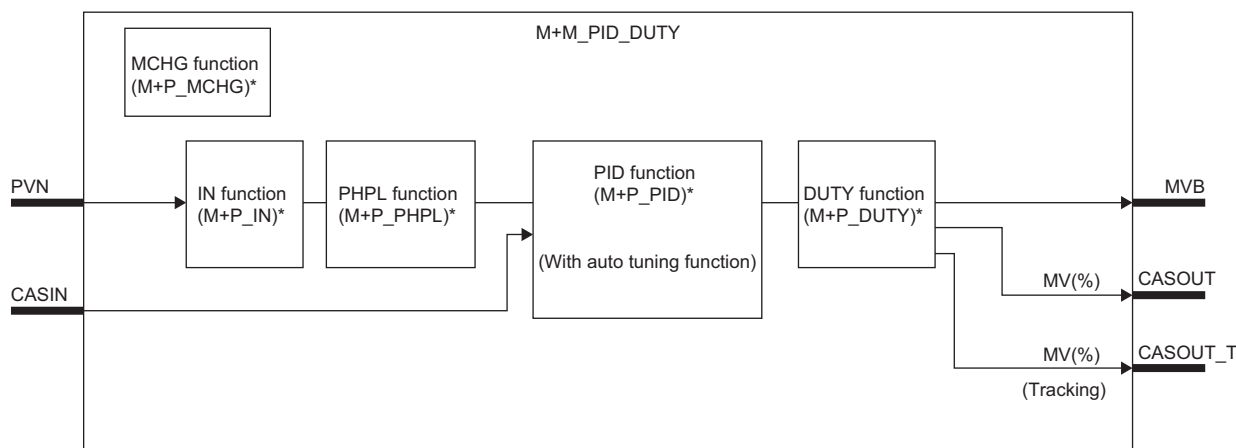 M+M_PID_DUTY
MCHG function
(M+P_MCHG)*
PVN
IN function
(M+P_IN)*
PHPL function
(M+P_PHPL)*
PID function
(M+P_PID)*
(With auto tuning function)
DUTY function
(M+P_DUTY)*
MVB
CASIN
MV(%)
CASOUT
MV(%)
CASOUT_T
(Tracking)